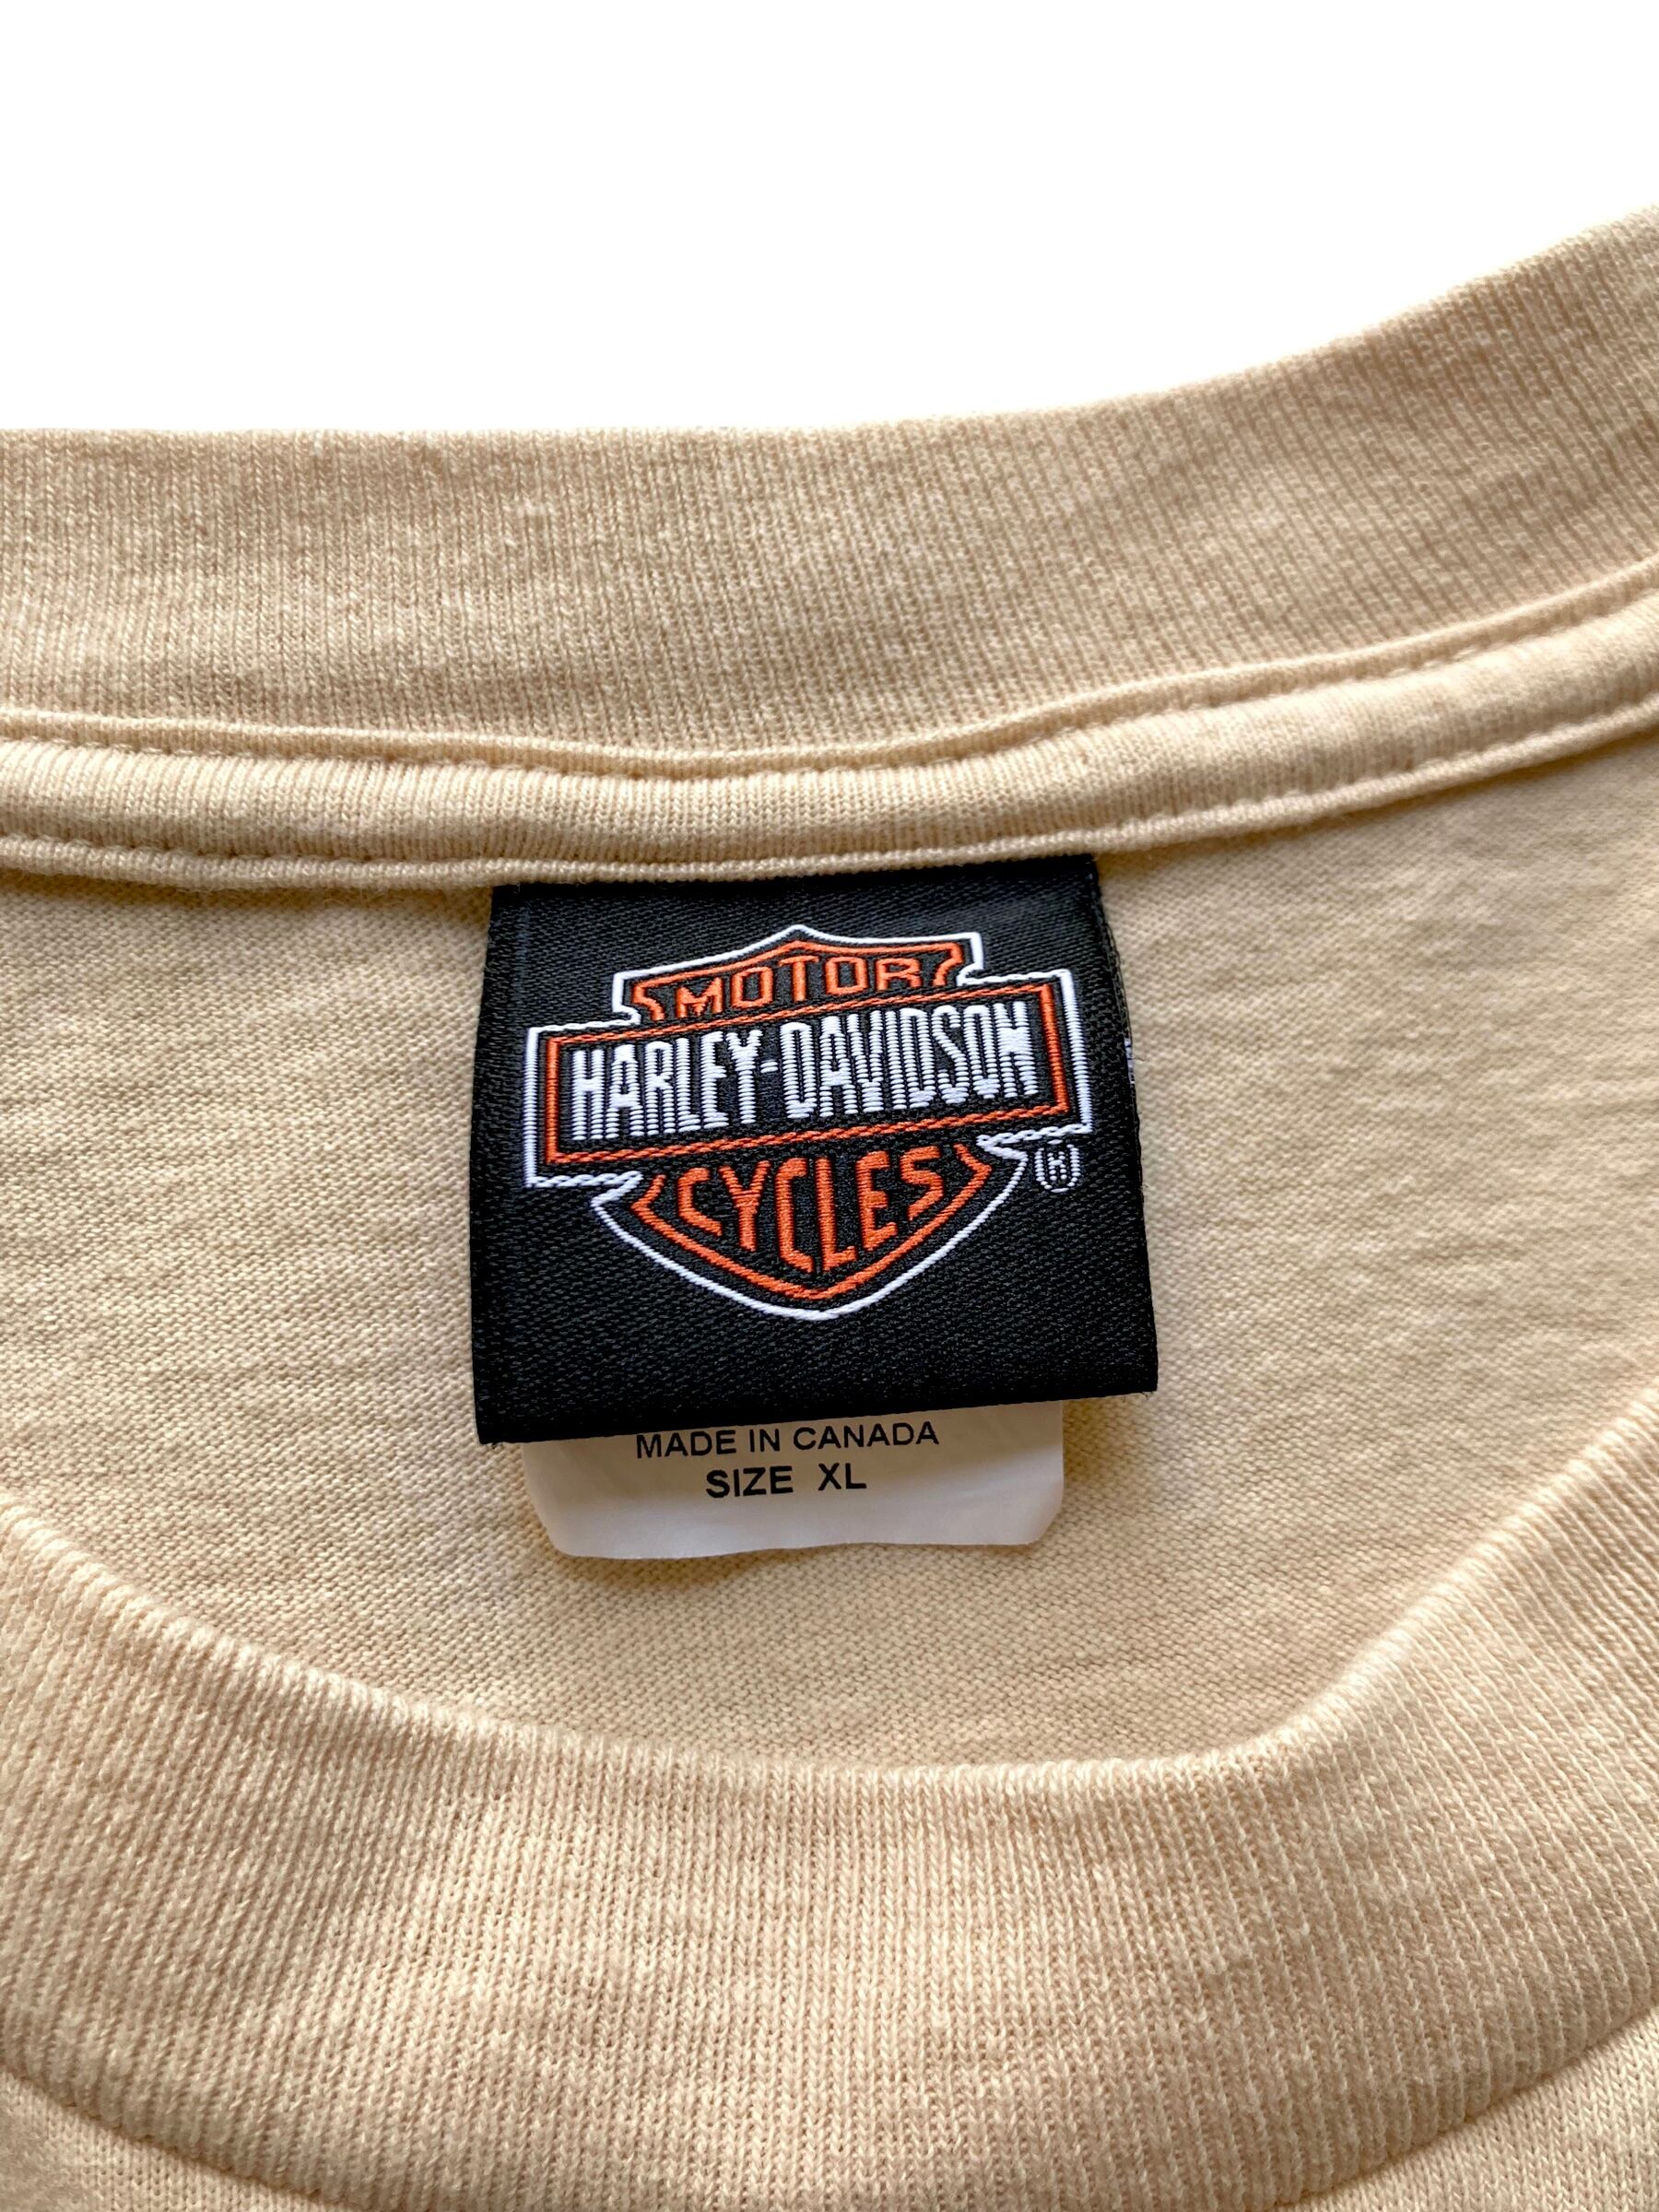 MOTOR
HARLEY-DAVIDSON
CYCLES
®
MADE IN CANADA
SIZE XL